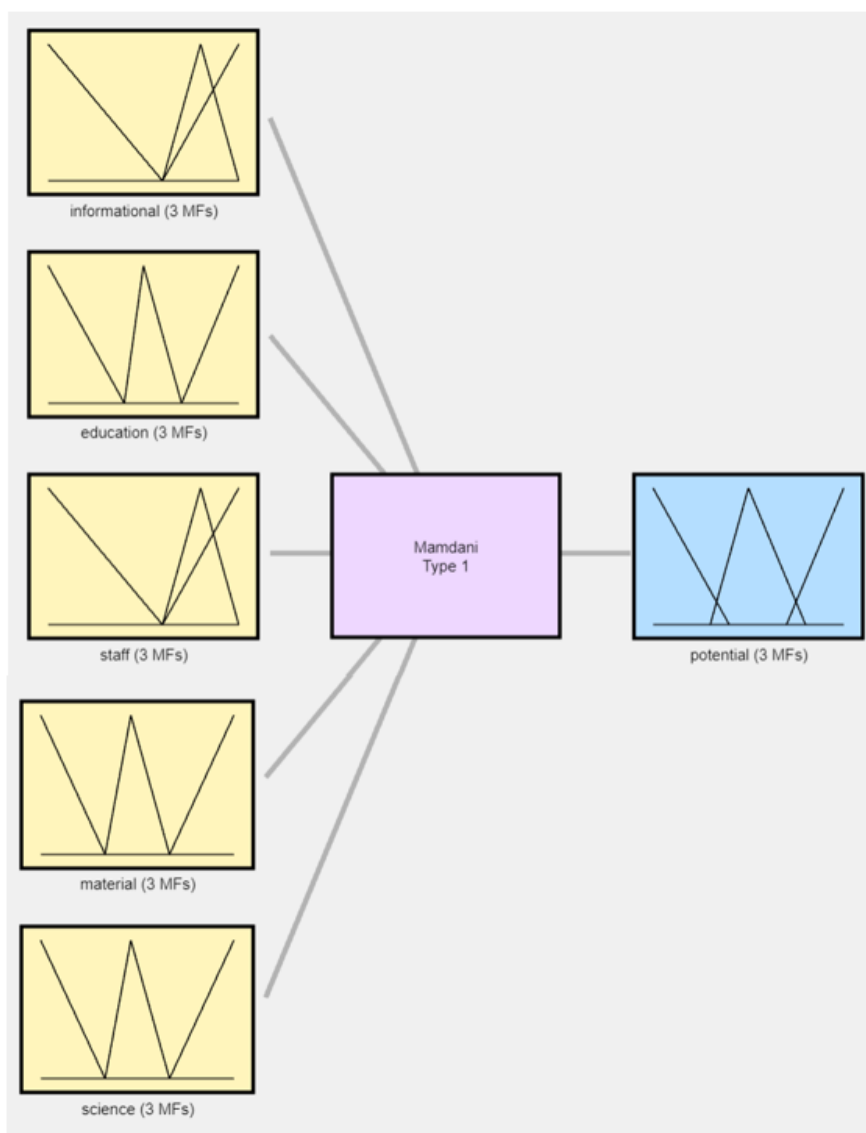 informational (3 MFs)
education (3 MFs)
staff (3 MFs)
material (3 MFs)
science (3 MFs)
Mamdani
Type 1
potential (3 MFs)